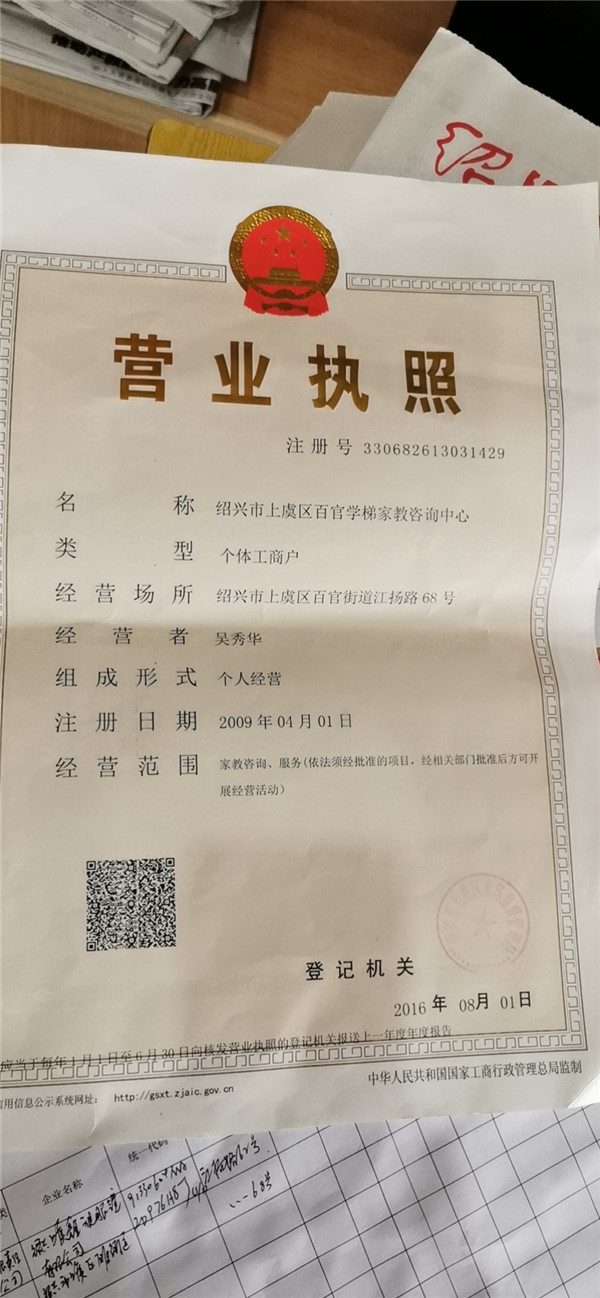 营业执照
注册号 330682613031429
名称 绍兴市上虞区百官学梯家教咨询中心
类型 个体工商户
经营场所 绍兴市上虞区百官街道江扬路68号
经营者 吴秀华
组成形式 个人经营
注册日期 2009年04月01日
经营范围 家教咨询、服务(依法须经批准的项目,经相关部门批准后方可开
展经营活动)
登记机关
2016年 08月 01日
应当于每年1月1日至6月30日向核发营业执照的登记机关报送上一年度年度报告
信用信息公示系统网址: http://gsxt.zjaic.gov.cn
中华人民共和国国家工商行政管理总局监制
统一代码
企业名称